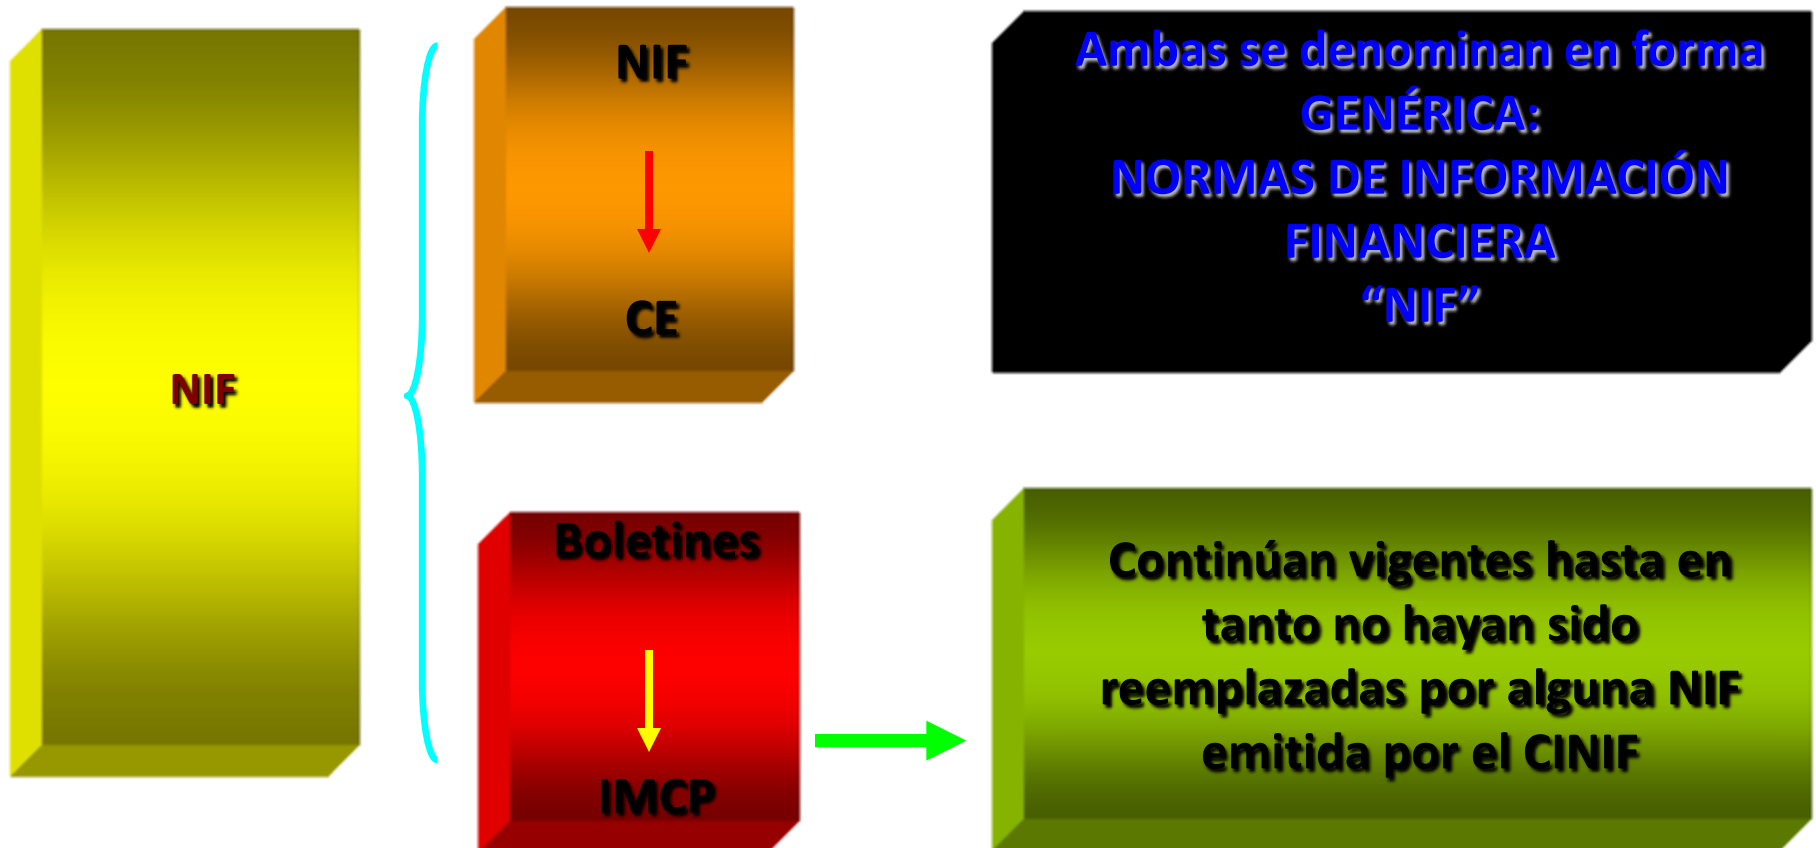 NIF
NIF
CE
Ambas se denominan en forma
GENÉRICA:
NORMAS DE INFORMACIÓN
FINANCIERA
“NIF”
Boletines
IMCP
Continúan vigentes hasta en
tanto no hayan sido
reemplazadas por alguna NIF
emitida por el CINIF